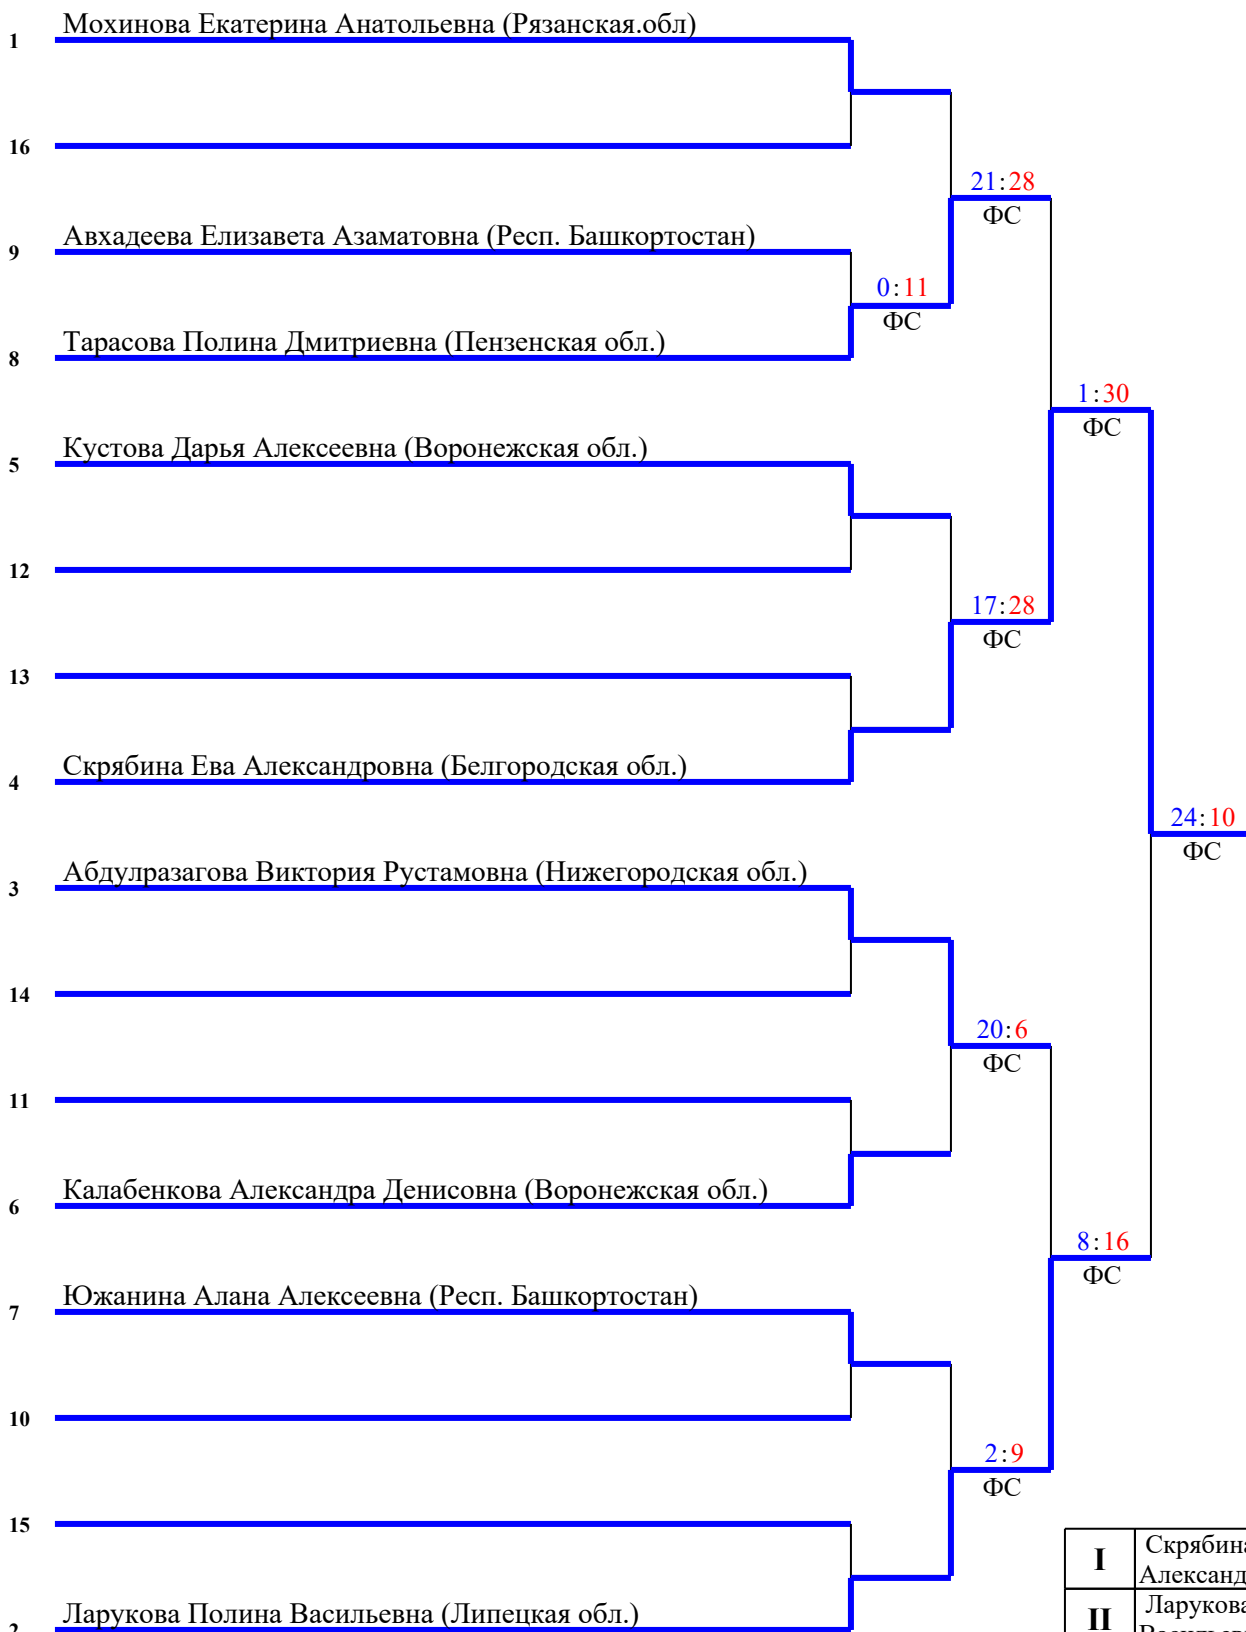 Мохинова Екатерина Анатольевна (Рязанская.обл)
1
16
21:28
ФС
Авхадеева Елизавета Азаматовна (Респ. Башкортостан)
9
0:11
ФС
Тарасова Полина Дмитриевна (Пензенская обл.)
8
1:30
ФС
Кустова Дарья Алексеевна (Воронежская обл.)
5
12
17:28
ФС
13
Скрябина Ева Александровна (Белгородская обл.)
4
24:10
ФС
Абдулразагова Виктория Рустамовна (Нижегородская обл.)
3
14
20:6
ФС
11
Калабенкова Александра Денисовна (Воронежская обл.)
6
8:16
ФС
Южанина Алана Алексеевна (Респ. Башкортостан)
7
10
2:9
ФС
15
I
Скрябина
Александ
Ларукова Полина Васильевна (Липецкая обл.)
2
II
Ларукова